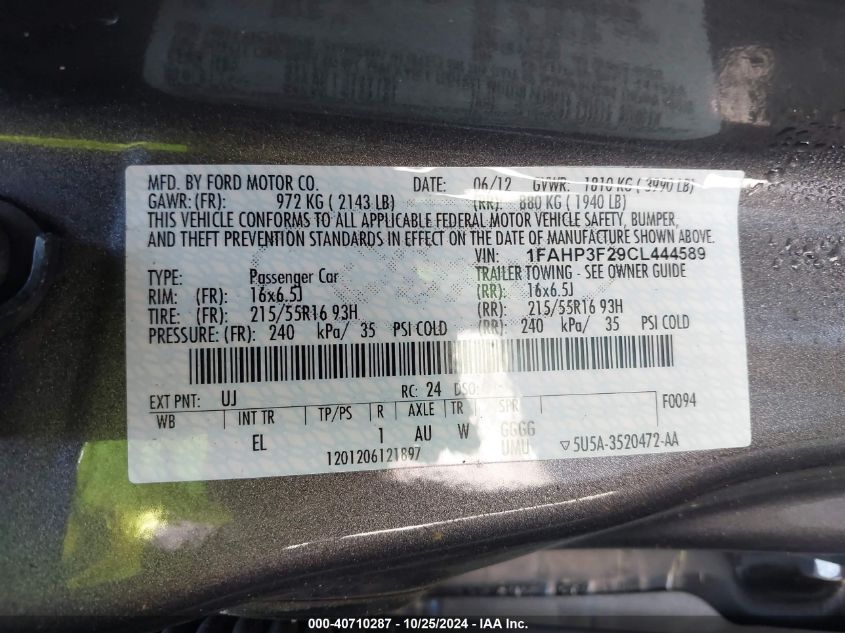 MFD. BY FORD MOTOR CO. DATE: 06/12 GVWR: 1810 KG ( 3990 LB)
GAWR:(FR): 972 KG ( 2143 LB) (RR): 880 KG ( 1940 LB)
THIS VEHICLE CONFORMS TO ALL APPLICABLE FEDERAL MOTOR VEHICLE SAFETY, BUMPER,
AND THEFT PREVENTION STANDARDS IN EFFECT ON THE DATE OF MANUFACTURE SHOWN ABOVE.
VIN: 1FAHP3F29CL444589
TYPE: Passenger Car TRAILER TOWING - SEE OWNER GUIDE
RIM: (FR): 16x6.5J (RR): 16x6.5J
TIRE: (FR): 215/55R16 93H (RR): 215/55R16 93H
PRESSURE: (FR): 240 kPa/ 35 PSI COLD (RR): 240 kPa/ 35 PSI COLD
EXT PNT: UJ RC: 24 DSO: F0094
WB INT TR TP/PS R AXLE TR SPR
EL 1 AU W GGGG
1201206121897 UMU ▽5U5A-3520472-AA
000-40710287 - 10/25/2024 - IAA Inc.